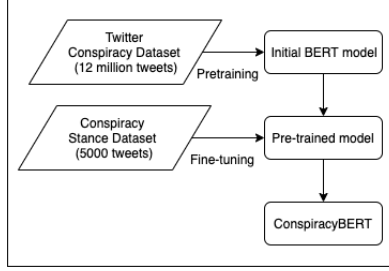 Twitter
Conspiracy Dataset
(12 million tweets)
Pretraining
Initial BERT model
Conspiracy
Stance Dataset
(5000 tweets)
Fine-tuning
Pre-trained model
ConspiracyBERT